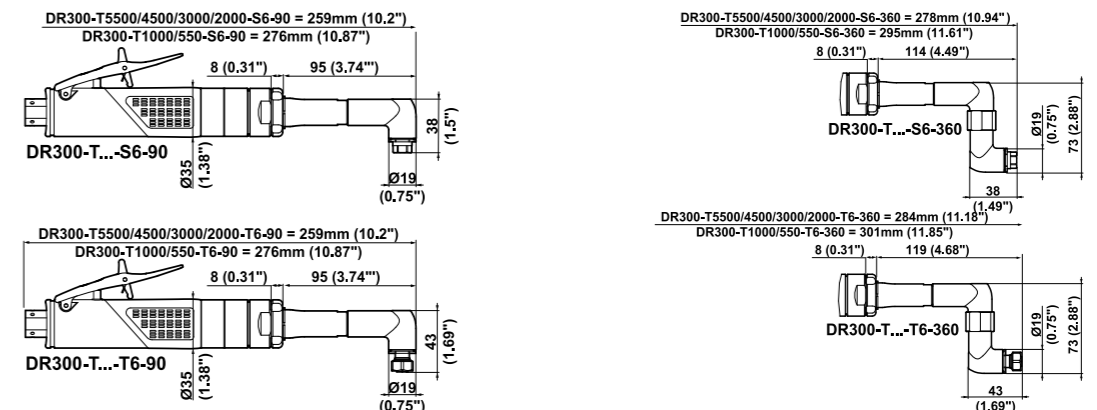 DR300-T5500/4500/3000/2000-S6-90 = 259mm (10.2")
DR300-T1000/550-S6-90 = 276mm (10.87")
8 (0.31")
95 (3.74'")
38
(1.5")
DR300-T...-S6-90
Ø35
(1.38")
Ø19
(0.75")
DR300-T5500/4500/3000/2000-S6-360 = 278mm (10.94")
DR300-T1000/550-S6-360 = 295mm (11.61")
8 (0.31")
114 (4.49")
DR300-T...-S6-360
Ø19
(0.75")
73 (2.88")
38
(1.49")
DR300-T5500/4500/3000/2000-T6-90 = 259mm (10.2")
DR300-T1000/550-T6-90 = 276mm (10.87")
8 (0.31")
95 (3.74'")
43
(1.69")
DR300-T...-T6-90
Ø35
(1.38")
Ø19
(0.75")
DR300-T5500/4500/3000/2000-T6-360 = 284mm (11.18")
DR300-T1000/550-T6-360 = 301mm (11.85")
8 (0.31")
119 (4.68")
DR300-T...-T6-360
Ø19
(0.75")
73 (2.88")
43
(1.69")